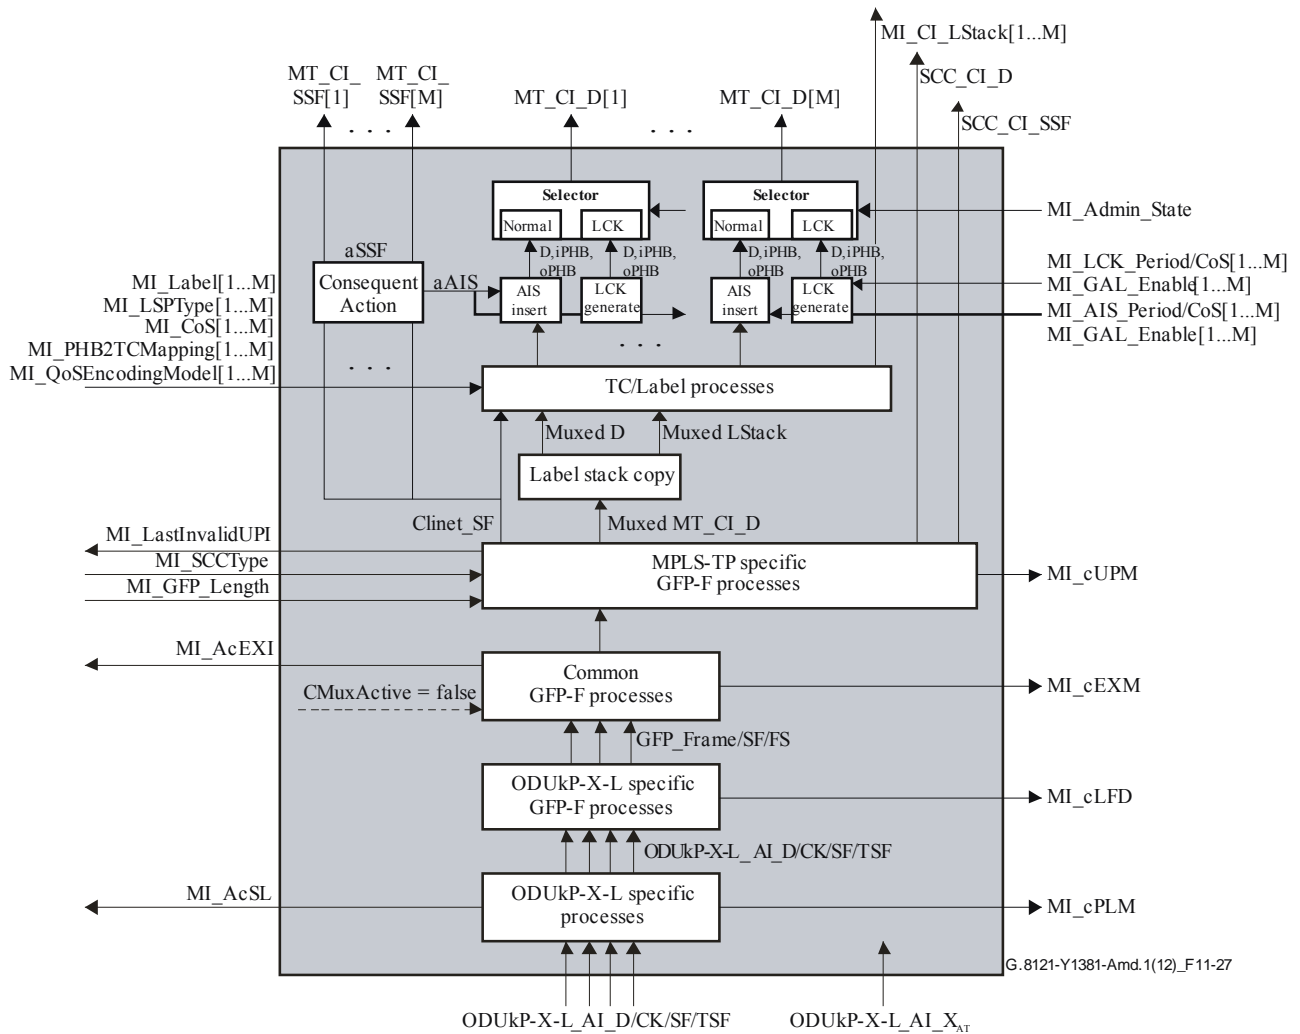 MI_CI_LStack[1...M]
MT_CI_
SSF[1]
MT_CI_
SSF[M]
SCC_CI_D
MT_CI_D[1]
MT_CI_D[M]
. . .
. . .
SCC_CI_SSF
Selector
Normal
LCK
Selector
Normal
LCK
MI_Admin_State
D, iPHB,
oPHB
D, iPHB,
oPHB
D, iPHB,
oPHB
D, iPHB,
oPHB
aSSF
Consequent
Action
aAIS
AIS
insert
LCK
generate
AIS
insert
LCK
generate
MI_LCK_Period/CoS[1...M]
MI_GAL_Enable[1...M]
MI_AIS_Period/CoS[1...M]
MI_GAL_Enable[1...M]
MI_Label[1...M]
MI_LSPType[1...M]
MI_CoS[1...M]
MI_PHB2TCMapping[1...M]
MI_QoSEncodingModel[1...M]
. . .
. . .
TC/Label processes
Muxed D
Muxed LStack
Label stack copy
Clinet_SF
Muxed MT_CI_D
MI_LastInvalidUPI
MI_SCCType
MI_GFP_Length
MPLS-TP specific
GFP-F processes
MI_cUPM
MI_AcEXI
CMuxActive = false
Common
GFP-F processes
MI_cEXM
GFP_Frame/SF/FS
ODUkP-X-L specific
GFP-F processes
MI_cLFD
ODUkP-X-L_AI_D/CK/SF/TSF
MI_AcSL
ODUkP-X-L specific
processes
MI_cPLM
G.8121-Y1381-Amd.1(12)_F11-27
ODUkP-X-L_AI_D/CK/SF/TSF
ODUkP-X-L_AI_X_AT